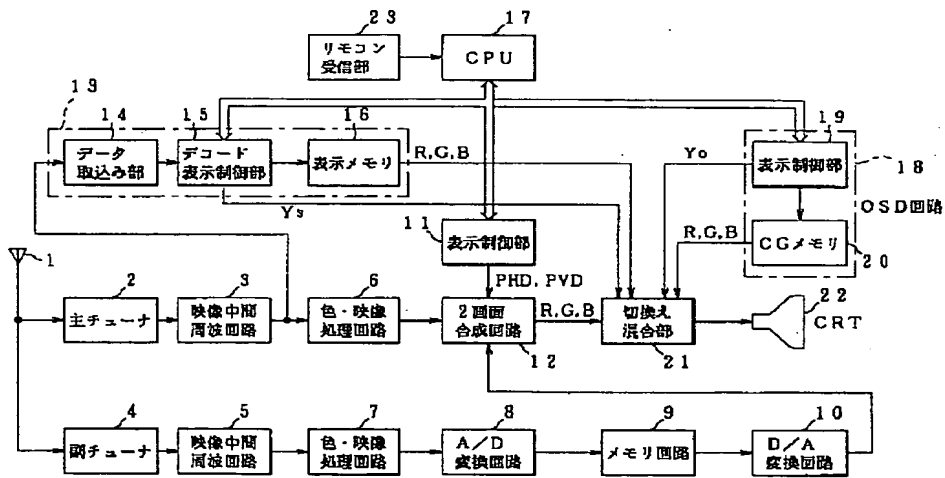 23
17
リモコン
受信部
CPU
13
14
15
16
19
データ
取込み部
デコード
表示制御部
表示メモリ
R,G,B
Yo
表示制御部
18
Ys
11
OSD回路
表示制御部
R,G,B
CGメモリ
20
1
PHD, PVD
2
3
6
22
主チューナ
映像中間
周波回路
色・映像
処理回路
2画面
合成回路
R,G,B
切換え
混合部
CRT
12
21
4
5
7
8
9
10
副チューナ
映像中間
周波回路
色・映像
処理回路
A/D
変換回路
メモリ回路
D/A
変換回路